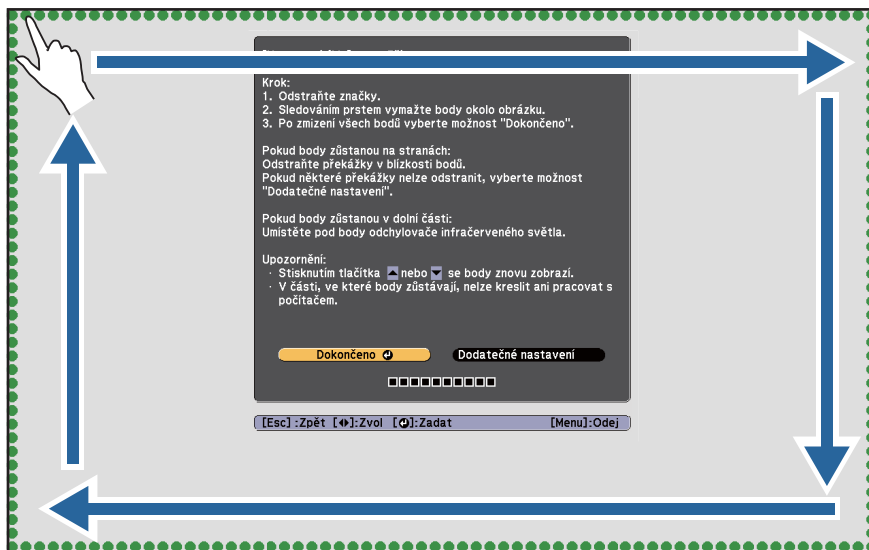 Krok:
1. Odstraňte značky.
2. Sledováním prstem vymažte body okolo obrázku.
3. Po zmizení všech bodů vyberte možnost "Dokončeno".
Pokud body zůstanou na stranách:
Odstraňte překážky v blízkosti bodů.
Pokud některé překážky nelze odstranit, vyberte možnost
"Dodatečné nastavení".
Pokud body zůstanou v dolní části:
Umístěte pod body odchylovače infračerveného světla.
Upozornění:
· Stisknutím tlačítka ▲ nebo ▼ se body znovu zobrazí.
· V části, ve které body zůstávají, nelze kreslit ani pracovat s
počítačem.
Dokončeno Dodatečné nastavení
[Esc] :Zpět [◀▶]:Zvol [↵]:Zadat [Menu]:Odej